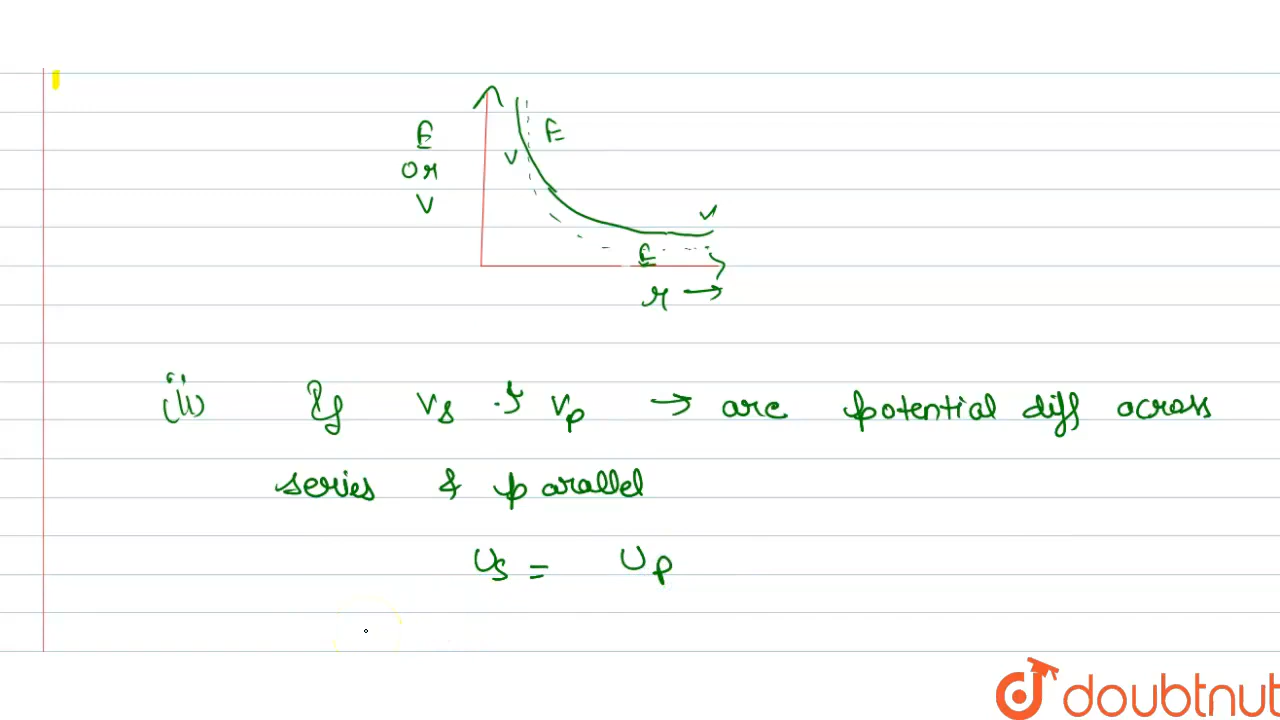 E
or
V
E
V
V
E
r →
(ii) If Vs & Vp → are potential diff across
series & parallel
Us = Up
doubtnut